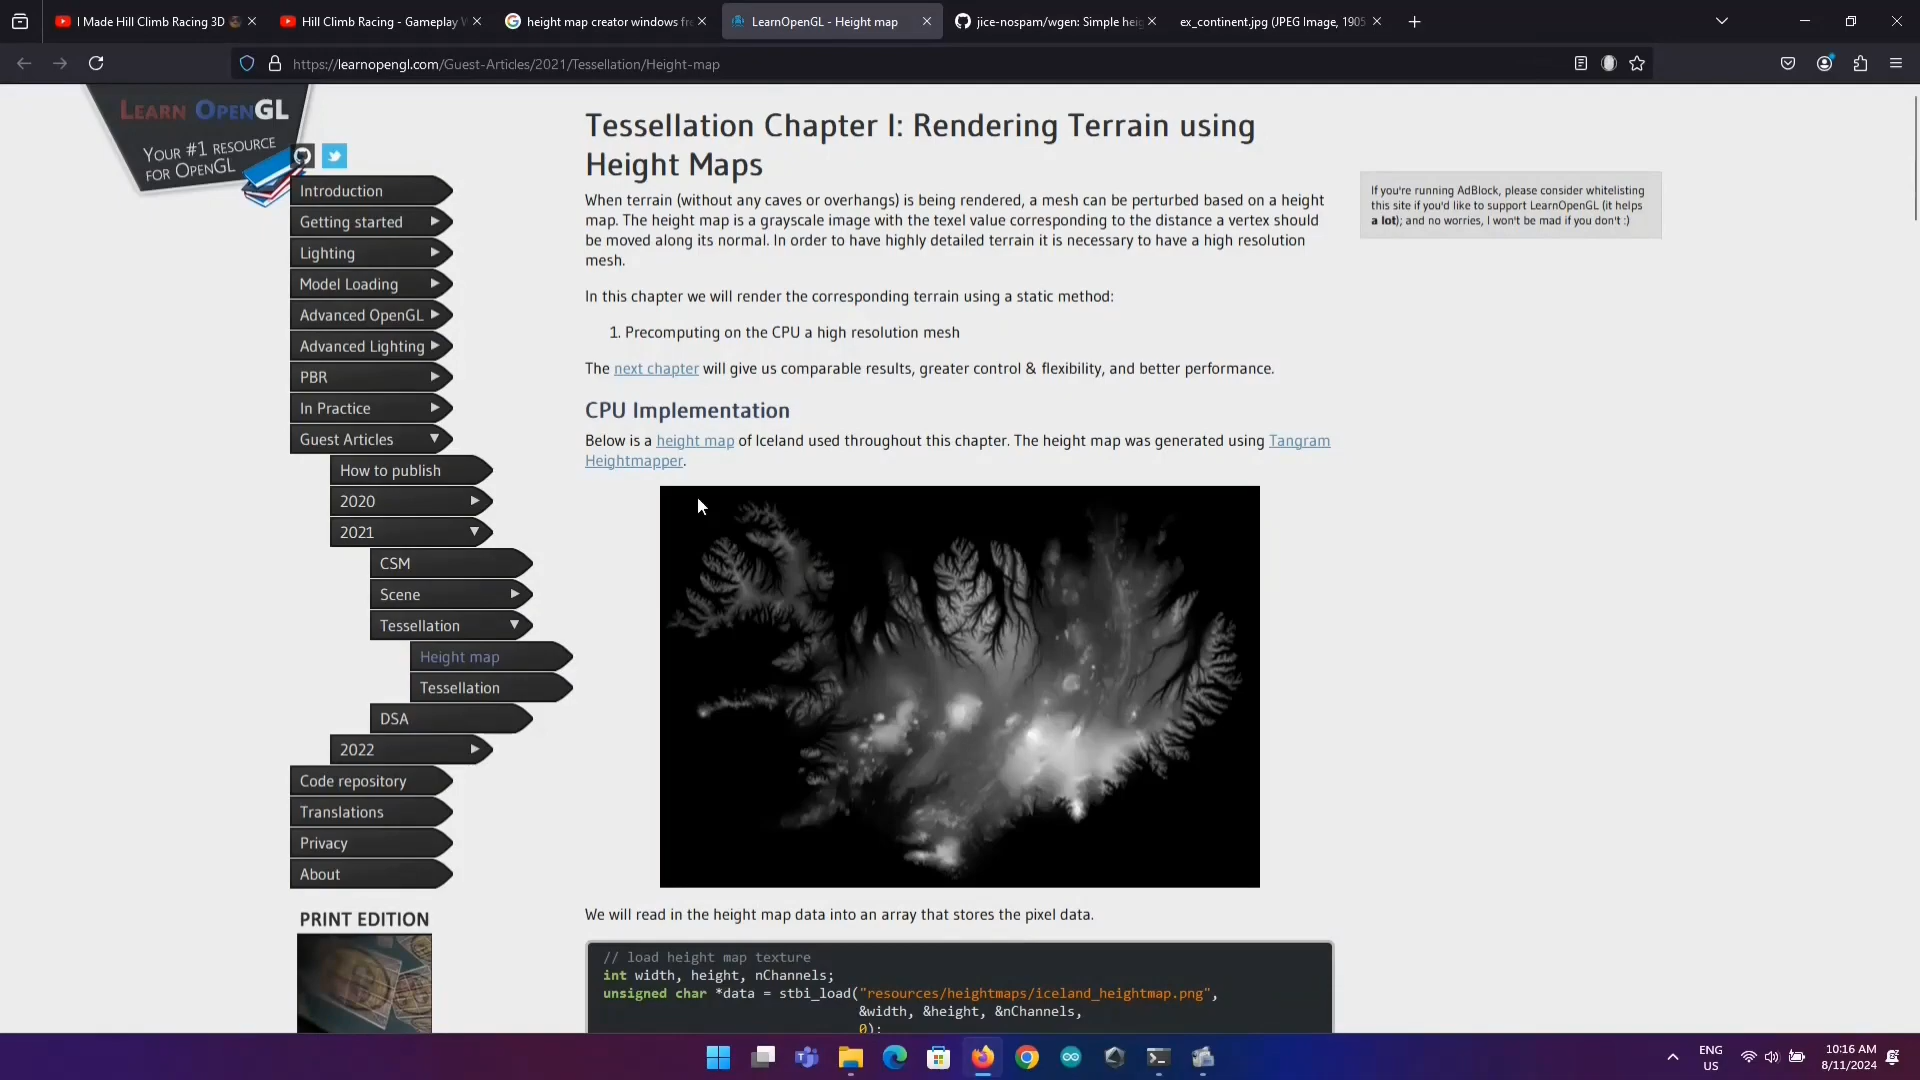 I Made Hill Climb Racing 3D
Hill Climb Racing - Gameplay
height map creator windows fre
LearnOpenGL - Height map
jice-nospam/wgen: Simple hei
ex_continent.jpg (JPEG Image, 1905
https://learnopengl.com/Guest-Articles/2021/Tessellation/Height-map
LEARN OPENGL
YOUR #1 RESOURCE
FOR OPENGL
Introduction
Getting started
Lighting
Model Loading
Advanced OpenGL
Advanced Lighting
PBR
In Practice
Guest Articles
How to publish
2020
2021
CSM
Scene
Tessellation
Height map
Tessellation
DSA
2022
Code repository
Translations
Privacy
About
PRINT EDITION
Tessellation Chapter I: Rendering Terrain using
Height Maps
When terrain (without any caves or overhangs) is being rendered, a mesh can be perturbed based on a height
map. The height map is a grayscale image with the texel value corresponding to the distance a vertex should
be moved along its normal. In order to have highly detailed terrain it is necessary to have a high resolution
mesh.
In this chapter we will render the corresponding terrain using a static method:
1. Precomputing on the CPU a high resolution mesh
The next chapter will give us comparable results, greater control & flexibility, and better performance.
CPU Implementation
Below is a height map of Iceland used throughout this chapter. The height map was generated using Tangram
Heightmapper.
We will read in the height map data into an array that stores the pixel data.
// load height map texture
int width, height, nChannels;
unsigned char *data = stbi_load("resources/heightmaps/iceland_heightmap.png",
&width, &height, &nChannels,
0);
If you're running AdBlock, please consider whitelisting
this site if you'd like to support LearnOpenGL (it helps
a lot); and no worries, I won't be mad if you don't :)
ENG
US
10:16 AM
8/11/2024